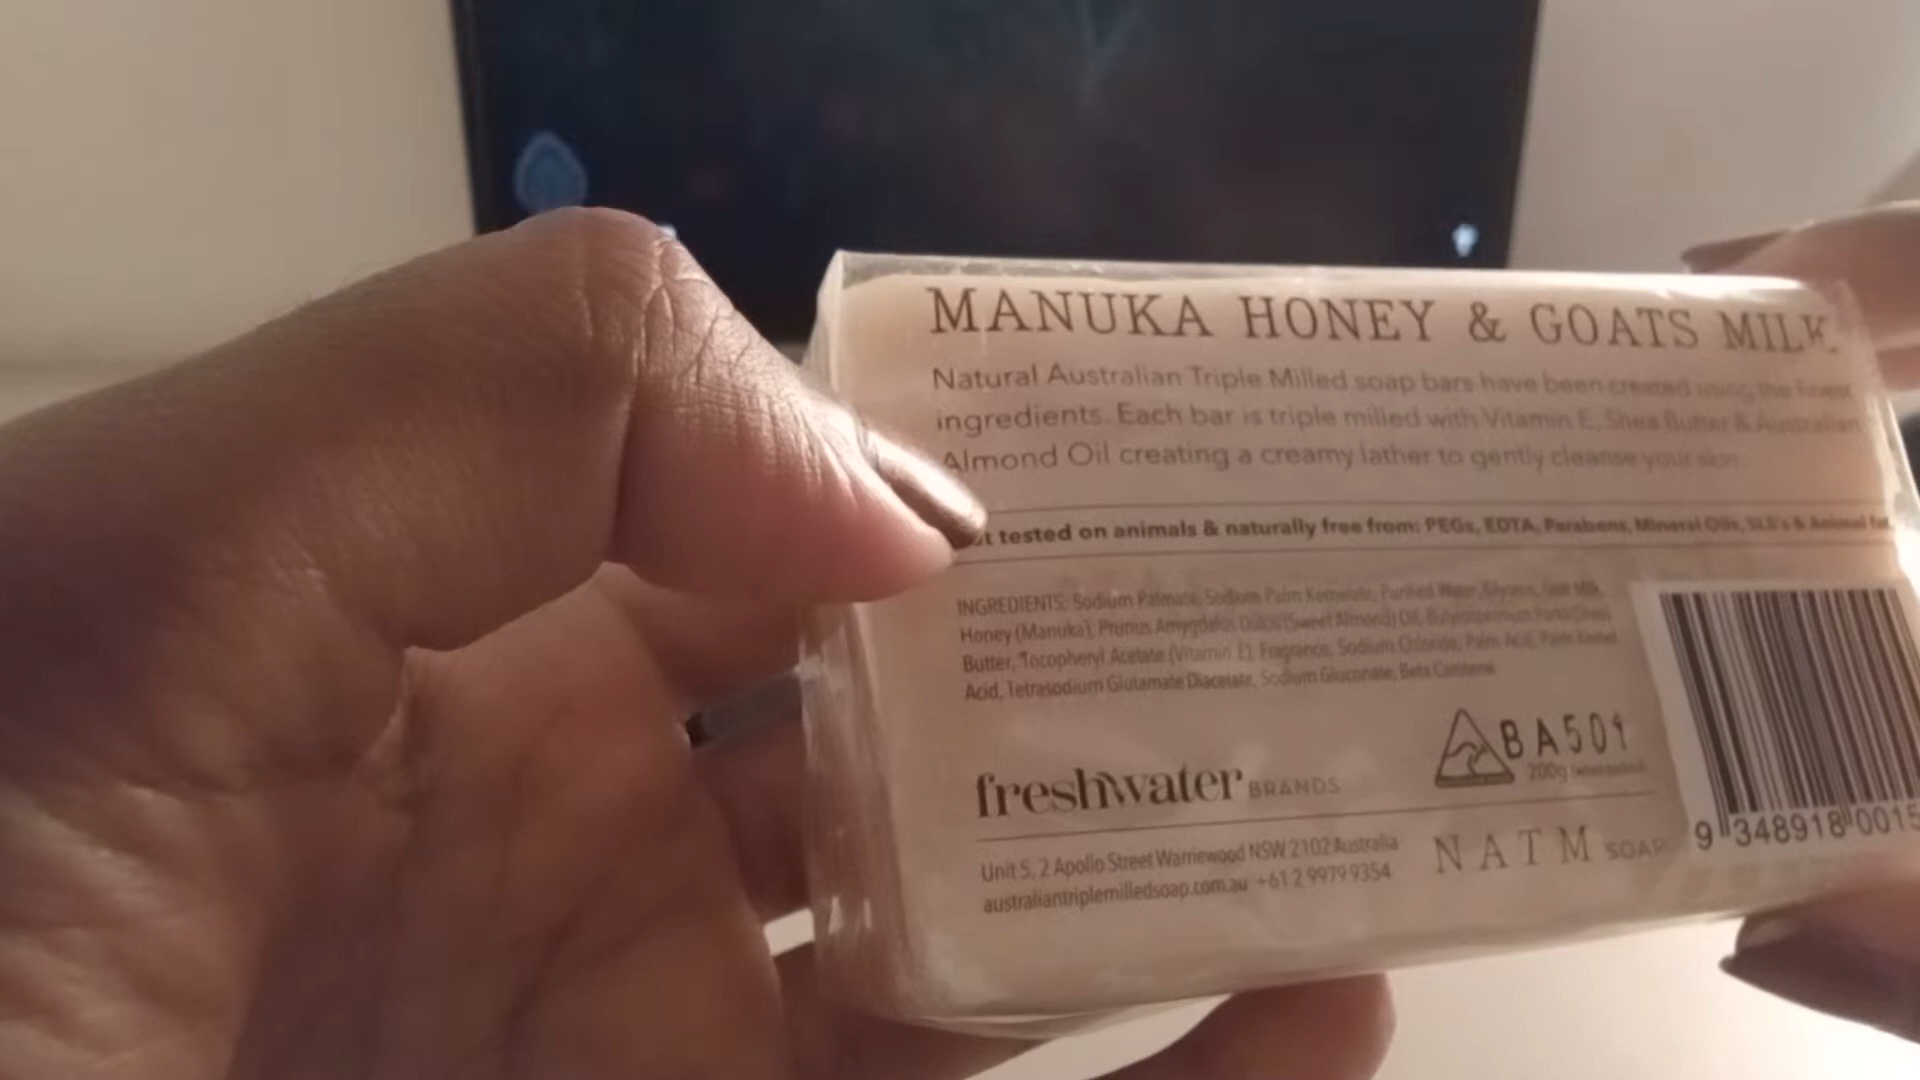 MANUKA HONEY & GOATS MILK
Natural Australian Triple Milled soap bars have been created using the finest
ingredients. Each bar is triple milled with Vitamin E, Shea Butter & Australian
Almond Oil creating a creamy lather to gently cleanse your skin.
tested on animals & naturally free from: PEGs, EDTA, Parabens, Mineral Oils, SLS's & Animal fat
INGREDIENTS: Sodium Palmate, Sodium Palm Kernelate, Purified Water, Glycerin, Goat Milk,
Honey (Manuka), Prunus Amygdalus Dulcis (Sweet Almond) Oil, Butyrospermum Parkii (Shea)
Butter, Tocopheryl Acetate (Vitamin E), Fragrance, Sodium Chloride, Palm Acid, Palm Kernel
Acid, Tetrasodium Glutamate Diacetate, Sodium Gluconate, Beta Carotene
BA501
200g
freshwater BRANDS
Unit 5, 2 Apollo Street Warriewood NSW 2102 Australia
australiantriplemilledsoap.com.au +61 2 9979 9354
NATM SOAP
9 348918 0015